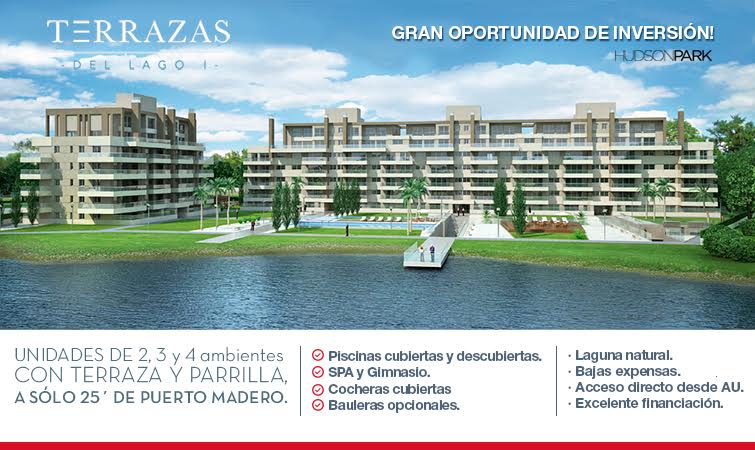 TERRAZAS
· DEL LAGO I ·
GRAN OPORTUNIDAD DE INVERSIÓN!
HUDSONPARK
UNIDADES DE 2, 3 y 4 ambientes
CON TERRAZA Y PARRILLA,
A SÓLO 25´ DE PUERTO MADERO.
Piscinas cubiertas y descubiertas.
SPA y Gimnasio.
Cocheras cubiertas
Bauleras opcionales.
· Laguna natural.
· Bajas expensas.
· Acceso directo desde AU.
· Excelente financiación.